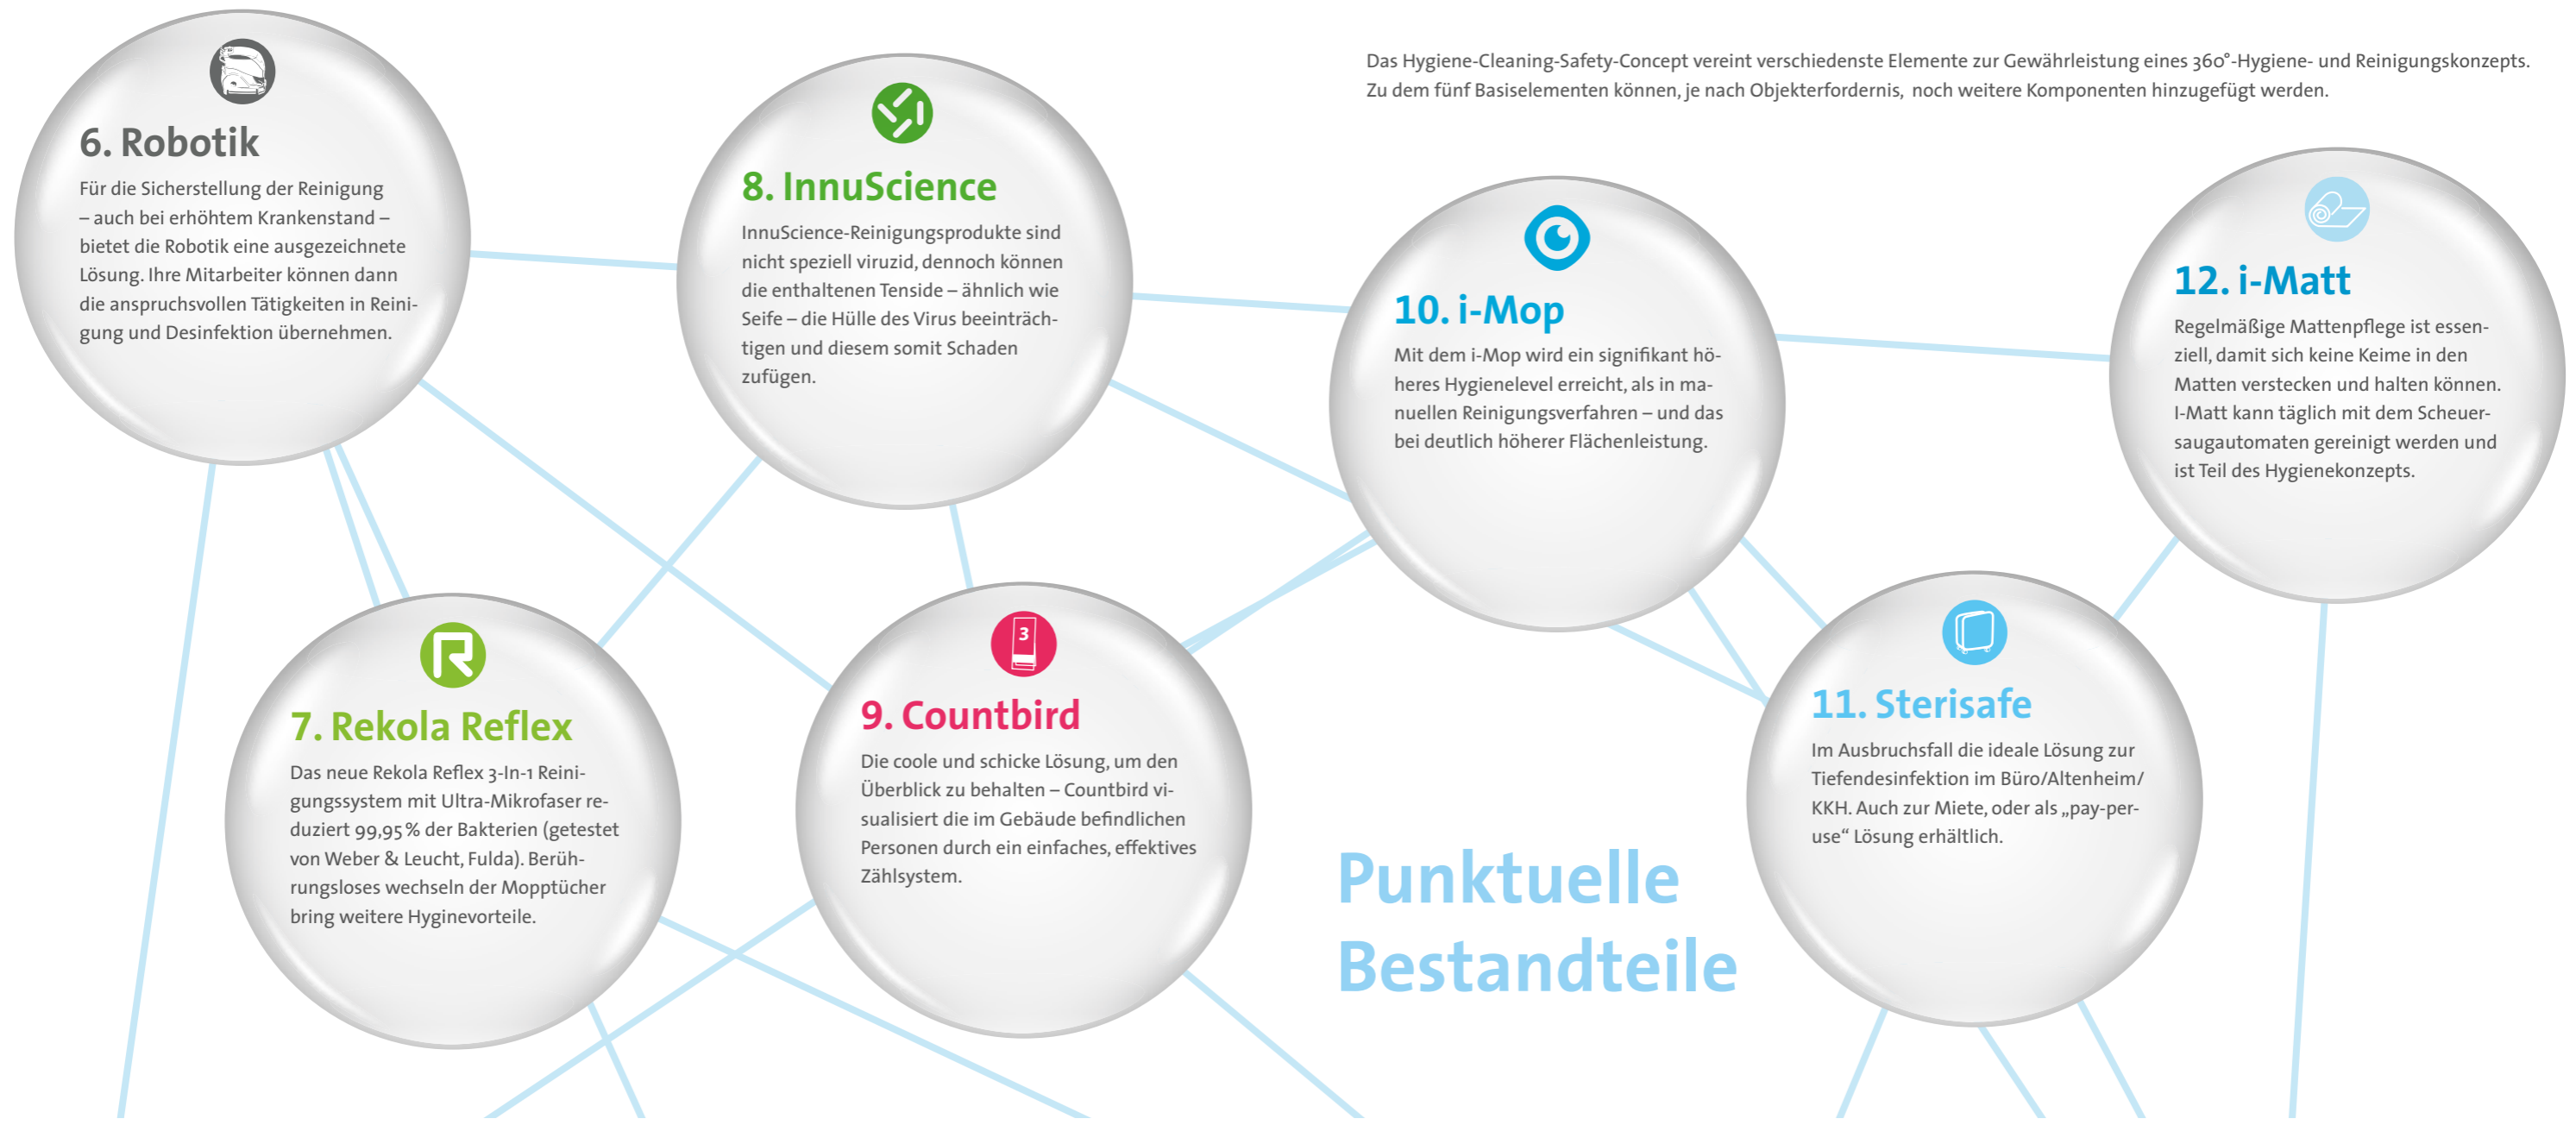 Das Hygiene-Cleaning-Safety-Concept vereint verschiedenste Elemente zur Gewährleistung eines 360°-Hygiene- und Reinigungskonzepts.
Zu dem fünf Basiselementen können, je nach Objekterfordernis, noch weitere Komponenten hinzugefügt werden.
6. Robotik
Für die Sicherstellung der Reinigung
– auch bei erhöhtem Krankenstand –
bietet die Robotik eine ausgezeichnete
Lösung. Ihre Mitarbeiter können dann
die anspruchsvollen Tätigkeiten in Reini-
gung und Desinfektion übernehmen.
R
7. Rekola Reflex
Das neue Rekola Reflex 3-In-1 Reini-
gungssystem mit Ultra-Mikrofaser re-
duziert 99,95 % der Bakterien (getestet
von Weber & Leucht, Fulda). Berüh-
rungsloses wechseln der Mopptücher
bring weitere Hyginevorteile.
8. InnuScience
InnuScience-Reinigungsprodukte sind
nicht speziell viruzid, dennoch können
die enthaltenen Tenside – ähnlich wie
Seife – die Hülle des Virus beeinträch-
tigen und diesem somit Schaden
zufügen.
3
9. Countbird
Die coole und schicke Lösung, um den
Überblick zu behalten – Countbird vi-
sualisiert die im Gebäude befindlichen
Personen durch ein einfaches, effektives
Zählsystem.
10. i-Mop
Mit dem i-Mop wird ein signifikant hö-
heres Hygienelevel erreicht, als in ma-
nuellen Reinigungsverfahren – und das
bei deutlich höherer Flächenleistung.
11. Sterisafe
Im Ausbruchsfall die ideale Lösung zur
Tiefendesinfektion im Büro/Altenheim/
KKH. Auch zur Miete, oder als „pay-per-
use“ Lösung erhältlich.
12. i-Matt
Regelmäßige Mattenpflege ist essen-
ziell, damit sich keine Keime in den
Matten verstecken und halten können.
I-Matt kann täglich mit dem Scheuer-
saugautomaten gereinigt werden und
ist Teil des Hygienekonzepts.
Punktuelle
Bestandteile